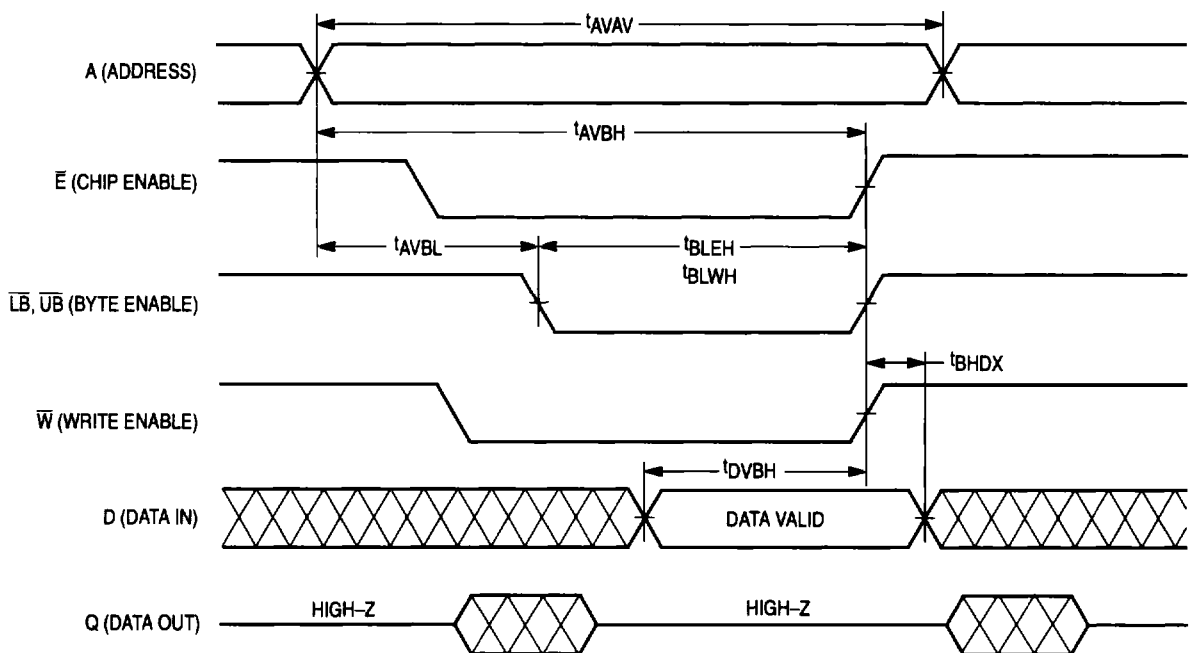 tAVAV
A (ADDRESS)
tAVBH
E̅ (CHIP ENABLE)
tAVBL
tBLEH
tBLWH
L̅B̅, U̅B̅ (BYTE ENABLE)
tBHDX
W̅ (WRITE ENABLE)
tDVBH
D (DATA IN)
DATA VALID
HIGH–Z
HIGH–Z
Q (DATA OUT)